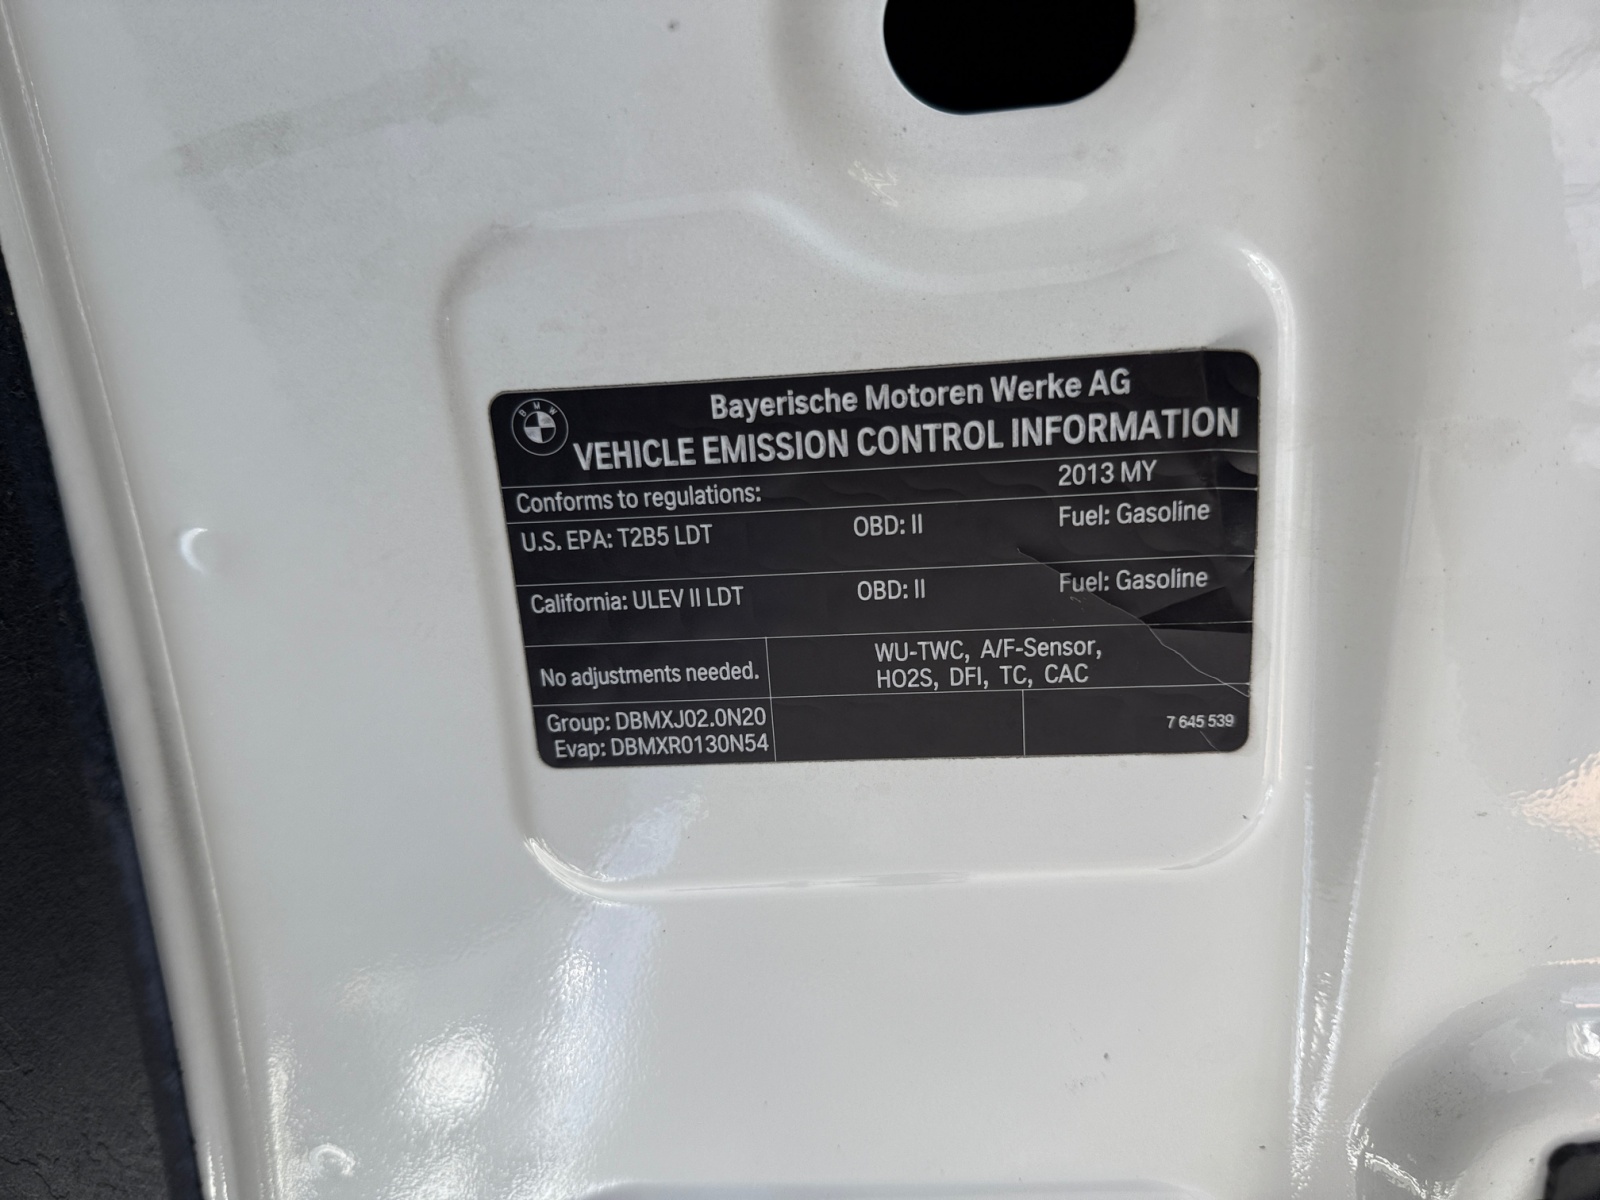 BMW
Bayerische Motoren Werke AG
VEHICLE EMISSION CONTROL INFORMATION
2013 MY
Conforms to regulations:
U.S. EPA: T2B5 LDT OBD: II Fuel: Gasoline
California: ULEV II LDT OBD: II Fuel: Gasoline
No adjustments needed.
WU-TWC, A/F-Sensor,
HO2S, DFI, TC, CAC
Group: DBMXJ02.0N20
Evap: DBMXR0130N54
7 645 539